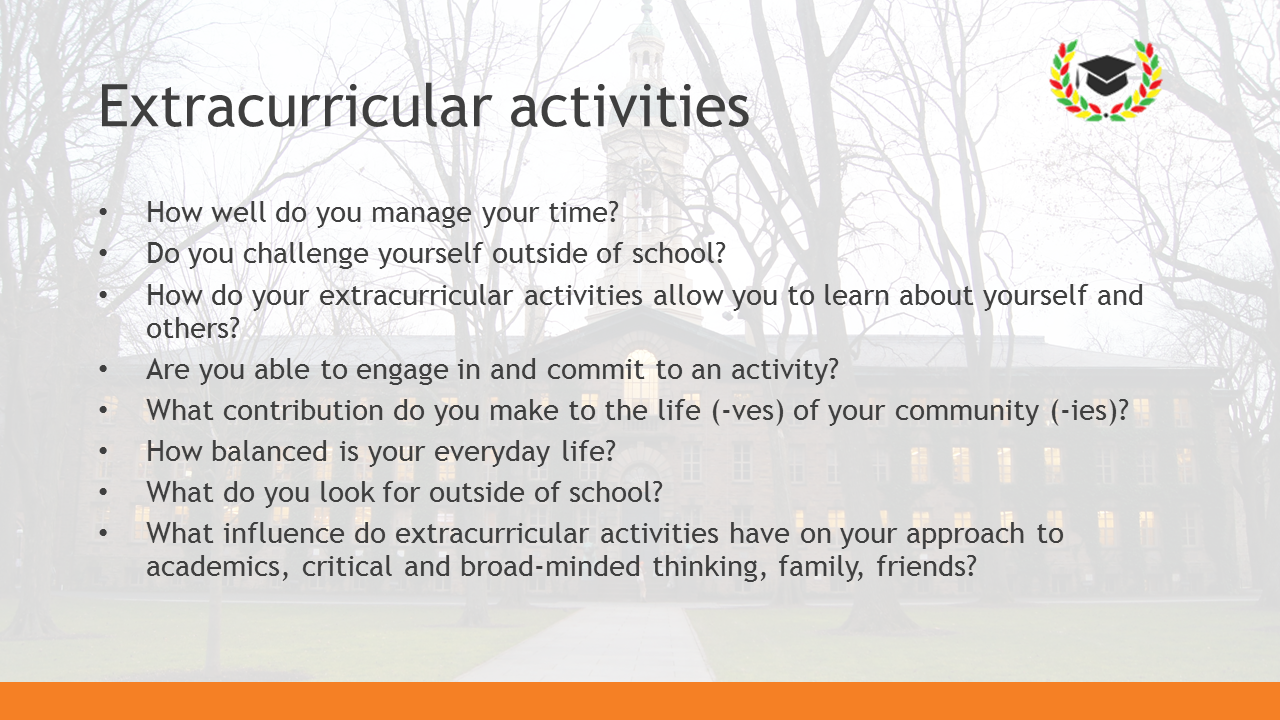 Extracurricular activities
• How well do you manage your time?
• Do you challenge yourself outside of school?
• How do your extracurricular activities allow you to learn about yourself and
others?
• Are you able to engage in and commit to an activity?
• What contribution do you make to the life (-ves) of your community (-ies)?
• How balanced is your everyday life?
• What do you look for outside of school?
• What influence do extracurricular activities have on your approach to
academics, critical and broad-minded thinking, family, friends?